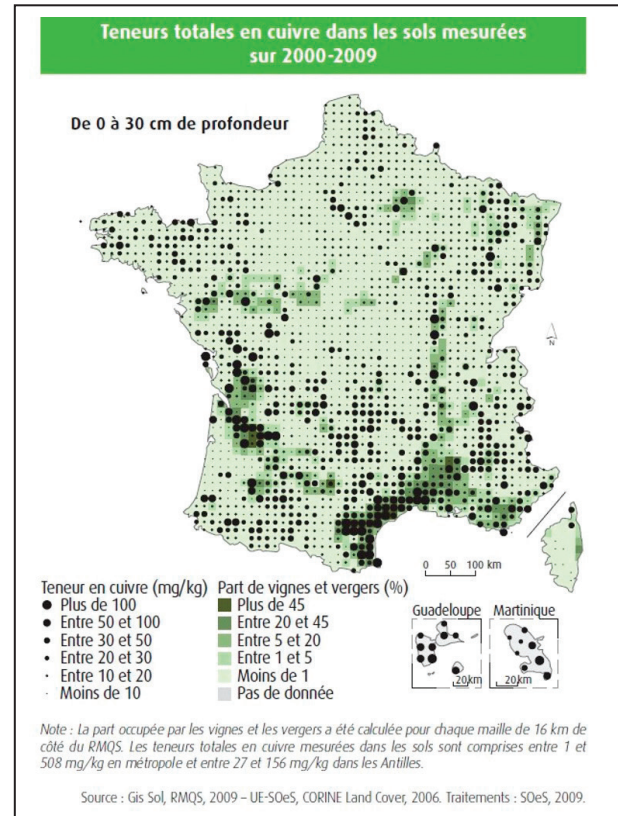 Teneurs totales en cuivre dans les sols mesurées
sur 2000-2009
De 0 à 30 cm de profondeur
N
0 50 100 km
Teneur en cuivre (mg/kg)
Plus de 100
Entre 50 et 100
Entre 30 et 50
Entre 20 et 30
Entre 10 et 20
Moins de 10
Part de vignes et vergers (%)
Plus de 45
Entre 20 et 45
Entre 5 et 20
Entre 1 et 5
Moins de 1
Pas de donnée
Guadeloupe
20 km
Martinique
20 km
Note : La part occupée par les vignes et les vergers a été calculée pour chaque maille de 16 km de
côté du RMQS. Les teneurs totales en cuivre mesurées dans les sols sont comprises entre 1 et
508 mg/kg en métropole et entre 27 et 156 mg/kg dans les Antilles.
Source : Gis Sol, RMQS, 2009 – UE-SOeS, CORINE Land Cover, 2006. Traitements : SOeS, 2009.